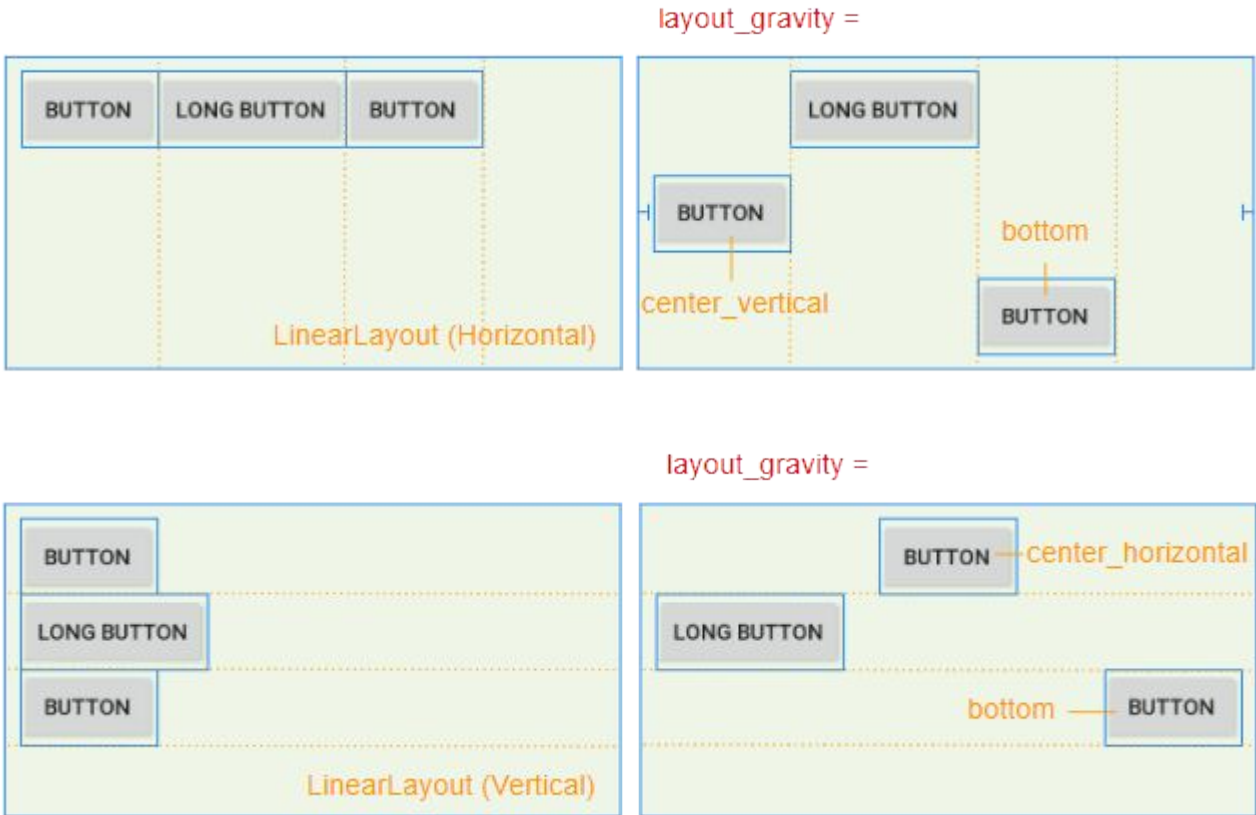 layout_gravity =
BUTTON LONG BUTTON BUTTON
LinearLayout (Horizontal)
LONG BUTTON
BUTTON
center_vertical
bottom
BUTTON
layout_gravity =
BUTTON
LONG BUTTON
BUTTON
LinearLayout (Vertical)
BUTTON center_horizontal
LONG BUTTON
bottom BUTTON